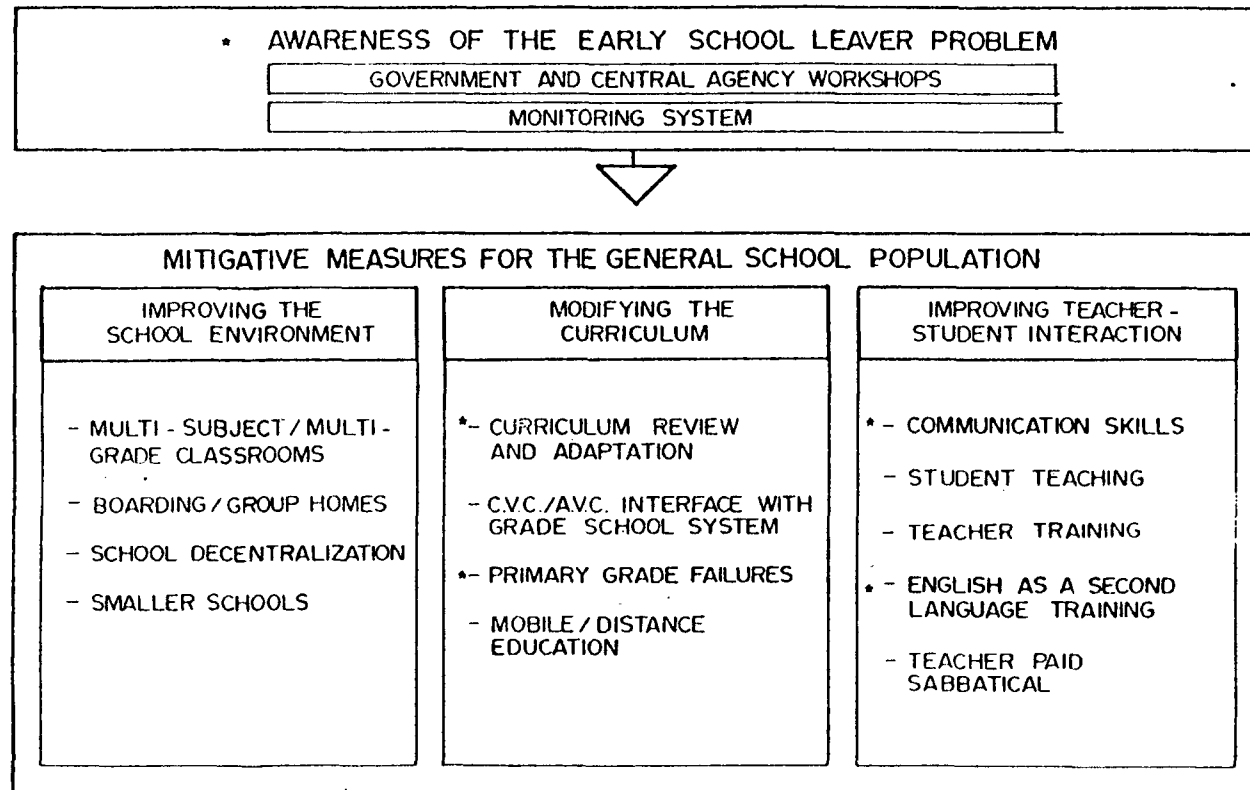 * AWARENESS OF THE EARLY SCHOOL LEAVER PROBLEM
GOVERNMENT AND CENTRAL AGENCY WORKSHOPS
MONITORING SYSTEM
MITIGATIVE MEASURES FOR THE GENERAL SCHOOL POPULATION
IMPROVING THE
SCHOOL ENVIRONMENT
- MULTI - SUBJECT / MULTI -
GRADE CLASSROOMS
- BOARDING / GROUP HOMES
- SCHOOL DECENTRALIZATION
- SMALLER SCHOOLS
MODIFYING THE
CURRICULUM
*- CURRICULUM REVIEW
AND ADAPTATION
- C.V.C./A.V.C. INTERFACE WITH
GRADE SCHOOL SYSTEM
*- PRIMARY GRADE FAILURES
- MOBILE / DISTANCE
EDUCATION
IMPROVING TEACHER -
STUDENT INTERACTION
* - COMMUNICATION SKILLS
- STUDENT TEACHING
- TEACHER TRAINING
* - ENGLISH AS A SECOND
LANGUAGE TRAINING
- TEACHER PAID
SABBATICAL